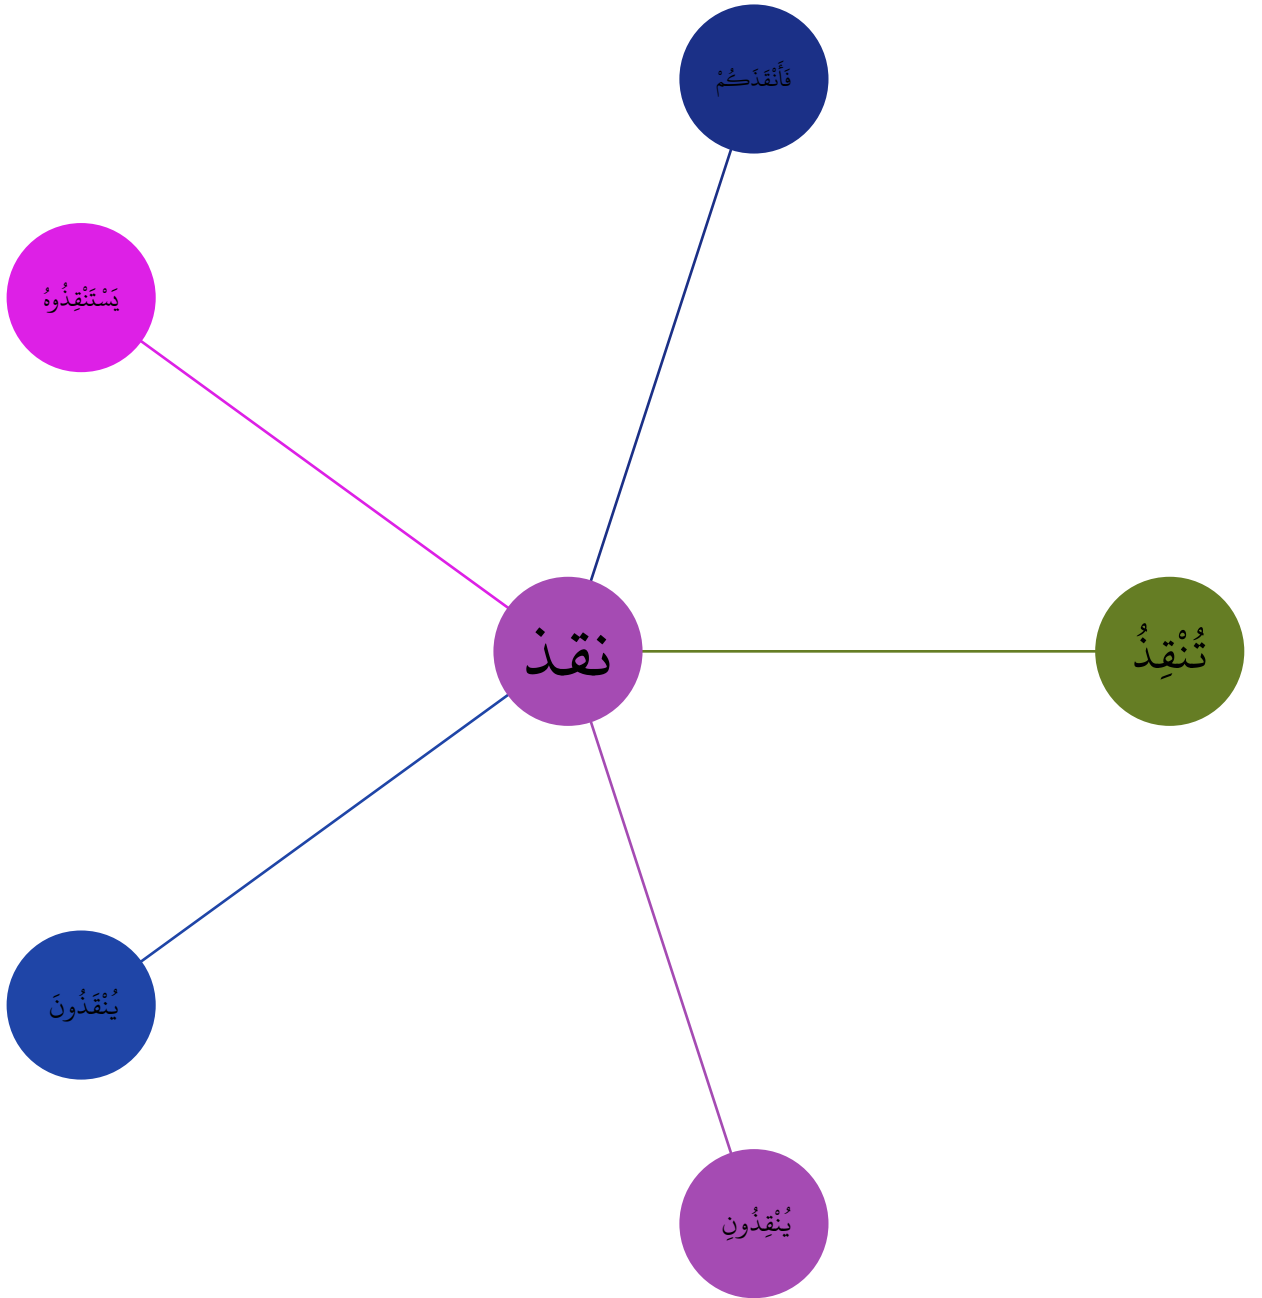 فَأَنْقَذَكُمْ
يَسْتَنْقِذُوهُ
نقذ
تُنْقِذُ
يُنْقَذُونَ
يُنْقِذُونِ